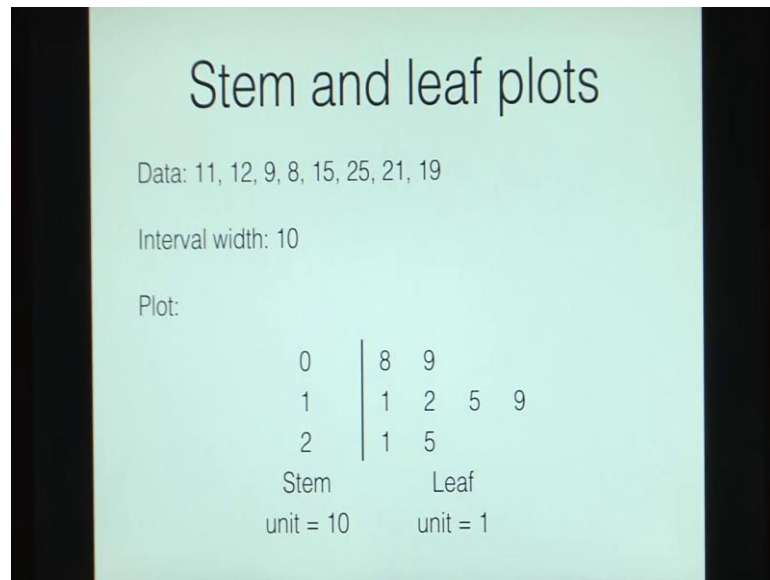 Stem and leaf plots
Data: 11, 12, 9, 8, 15, 25, 21, 19
Interval width: 10
Plot:
0 8 9
1 1 2 5 9
2 1 5
Stem Leaf
unit = 10 unit = 1